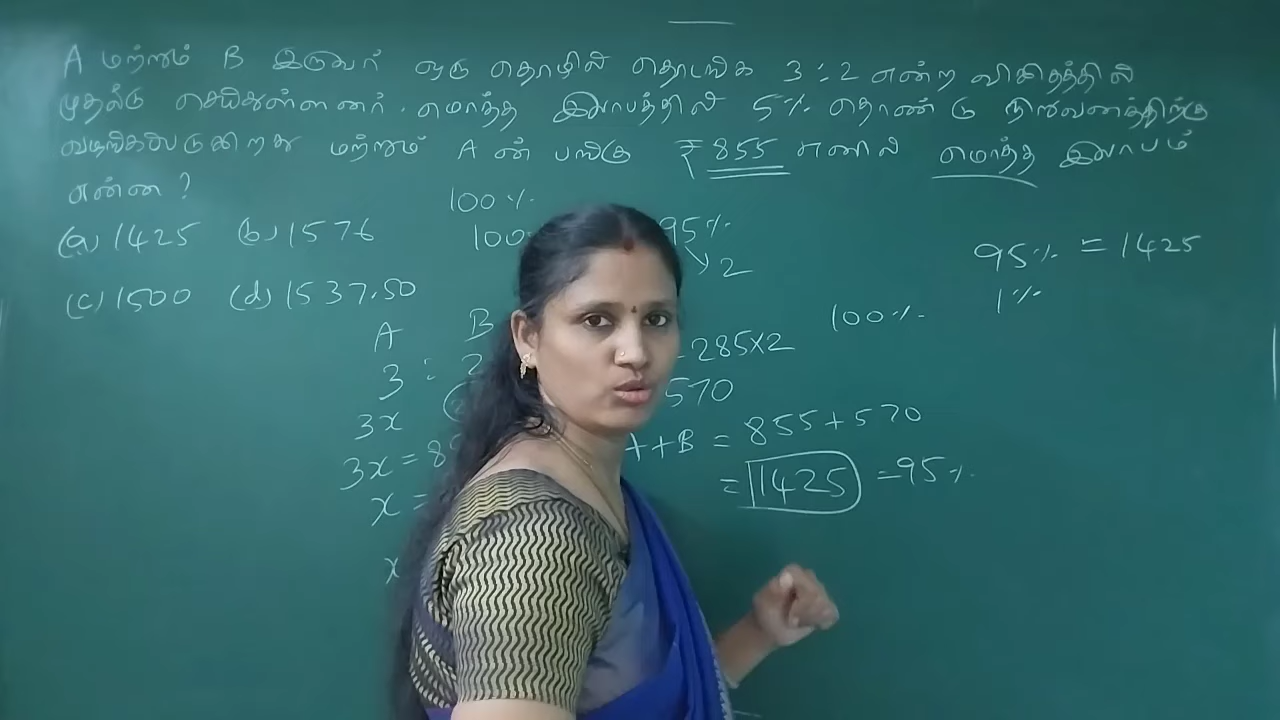 A மற்றும் B இருவர் ஒரு தொழில் தொடங்க 3:2 என்ற விகிதத்தில்
முதலீடு செய்துள்ளனர். மொத்த இலாபத்தில் 5% தொண்டு நிறுவனத்திற்கு
வழங்கப்படுகிறது மற்றும் A ன் பங்கு ₹855 எனில் மொத்த இலாபம்
என்ன?
100%
(a) 1425 (b) 1576 100 95%
2
95% = 1425
(c) 1500 (d) 1537.50
1%
A B
100%
3 : 2
285×2
3x
570
3x = 8
A+B = 855+570
x =
= 1425 = 95%
x